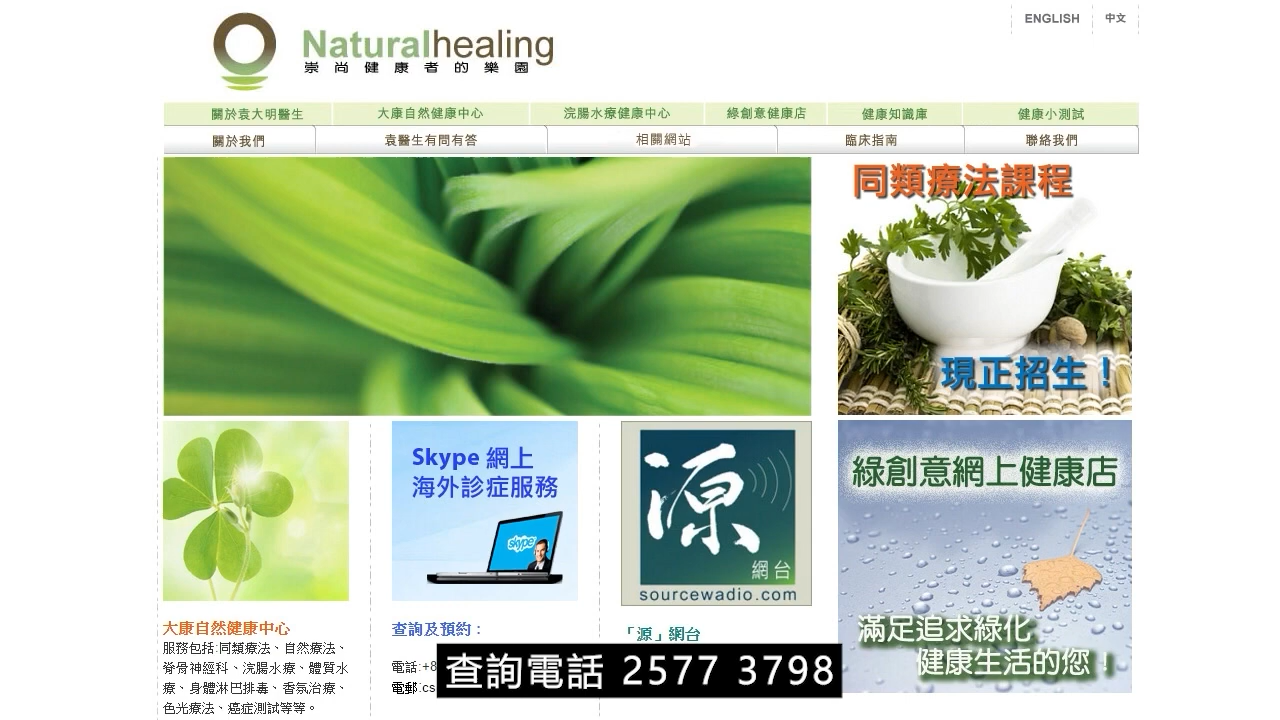 ENGLISH 中文
Naturalhealing
崇尚健康者的樂園
關於袁大明醫生 大康自然健康中心 浣腸水療健康中心 綠創意健康店 健康知識庫 健康小測試
關於我們 袁醫生有問有答 相關網站 臨床指南 聯絡我們
同類療法課程
現正招生！
Skype 網上
海外診症服務
skype
源
網台
sourcewadio.com
綠創意網上健康店
滿足追求綠化
健康生活的您！
大康自然健康中心
服務包括:同類療法、自然療法、
脊骨神經科、浣腸水療、體質水
療、身體淋巴排毒、香氛治療、
色光療法、癌症測試等等。
查詢及預約：
電話:+8
電郵:cs
「源」網台
查詢電話 2577 3798